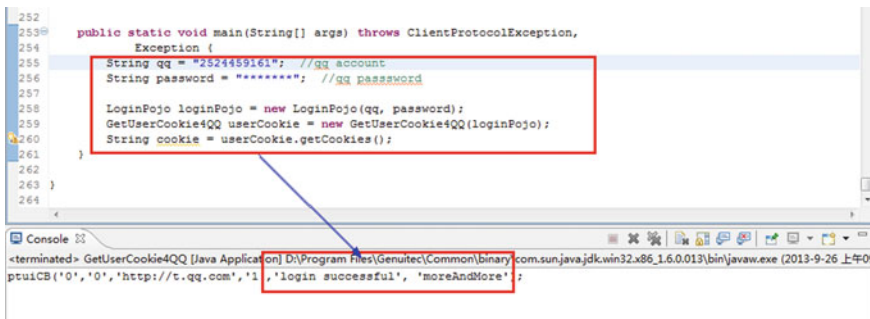 252
253 public static void main(String[] args) throws ClientProtocolException,
254 Exception {
255 String qq = "2524459161"; //qq account
256 String password = "*******"; //qq passsword
257
258 LoginPojo loginPojo = new LoginPojo(qq, password);
259 GetUserCookie4QQ userCookie = new GetUserCookie4QQ(loginPojo);
260 String cookie = userCookie.getCookies();
261 }
262
263 }
264
Console
<terminated> GetUserCookie4QQ [Java Application] D:\Program Files\Genuitec\Common\binary\com.sun.java.jdk.win32.x86_1.6.0.013\bin\javaw.exe (2013-9-26 上午0
ptuiCB('0','0','http://t.qq.com','1','login successful', 'moreAndMore');